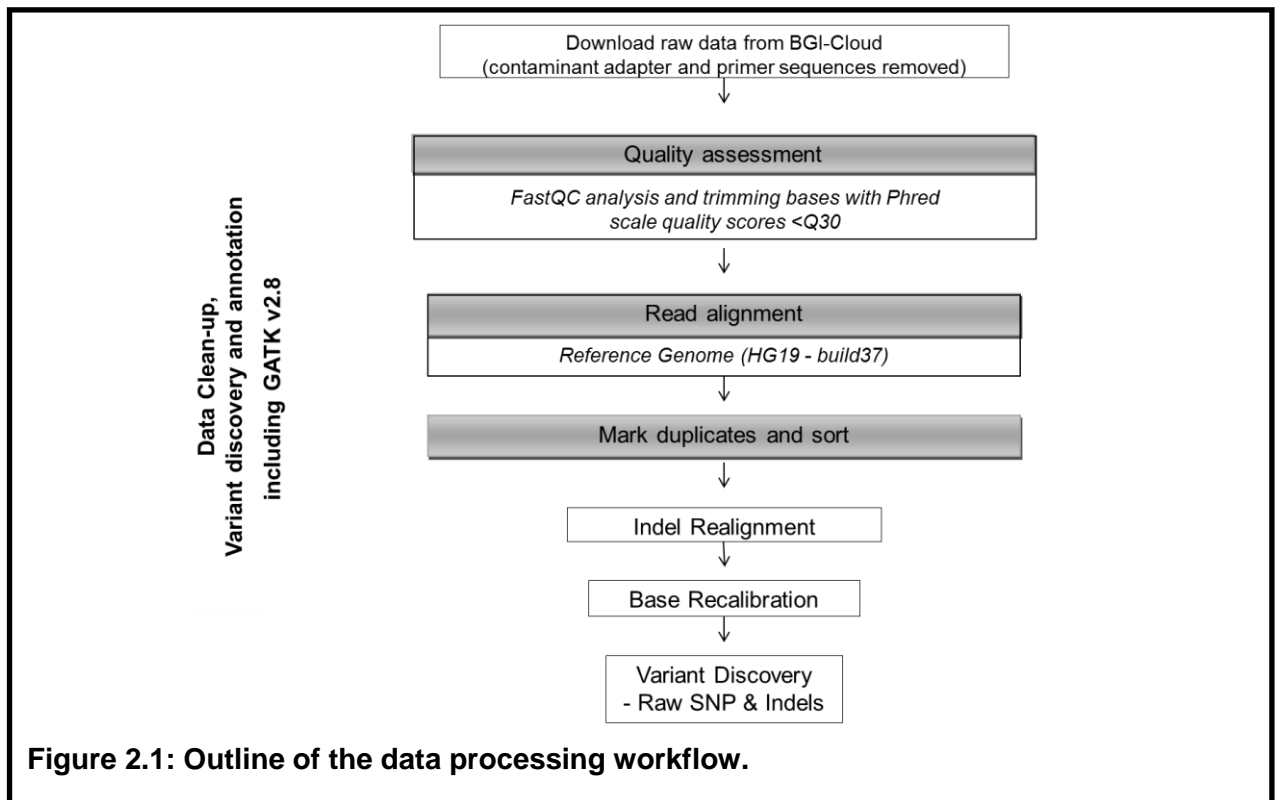 Download raw data from BGI-Cloud
(contaminant adapter and primer sequences removed)
Quality assessment
FastQC analysis and trimming bases with Phred
scale quality scores <Q30
Read alignment
Reference Genome (HG19 - build37)
Mark duplicates and sort
Indel Realignment
Base Recalibration
Variant Discovery
- Raw SNP & Indels
Data Clean-up,
Variant discovery and annotation
including GATK v2.8
Figure 2.1: Outline of the data processing workflow.